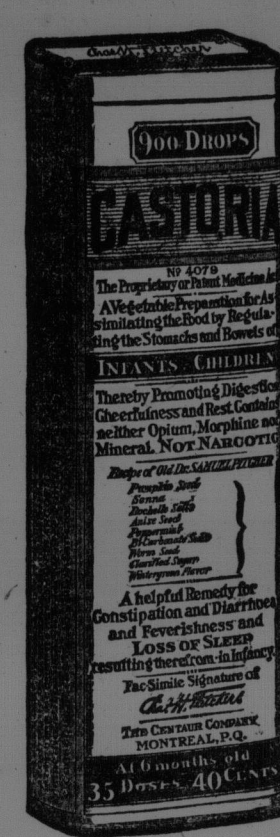 Chas. H. Fletcher
900 DROPS
CASTORIA
Nº 4079
The Proprietary or Patent Medicine Act
A Vegetable Preparation for As-
similating the Food by Regula-
ting the Stomachs and Bowels of
INFANTS CHILDREN
Thereby Promoting Digestion
Cheerfulness and Rest. Contains
neither Opium, Morphine nor
Mineral. NOT NARCOTIC
Recipe of Old Dr. SAMUEL PITCHER
Pumpkin Seed
Senna
Rochelle Salts
Anise Seed
Peppermint
Bi-Carbonate Soda
Worm Seed
Clarified Sugar
Wintergreen Flavor
A helpful Remedy for
Constipation and Diarrhoea
and Feverishness and
LOSS OF SLEEP
resulting therefrom-in Infancy
Fac-Simile Signature of
Chas. H. Fletcher
THE CENTAUR COMPANY
MONTREAL, P.Q.
At 6 months old
35 DOSES 40 CENTS